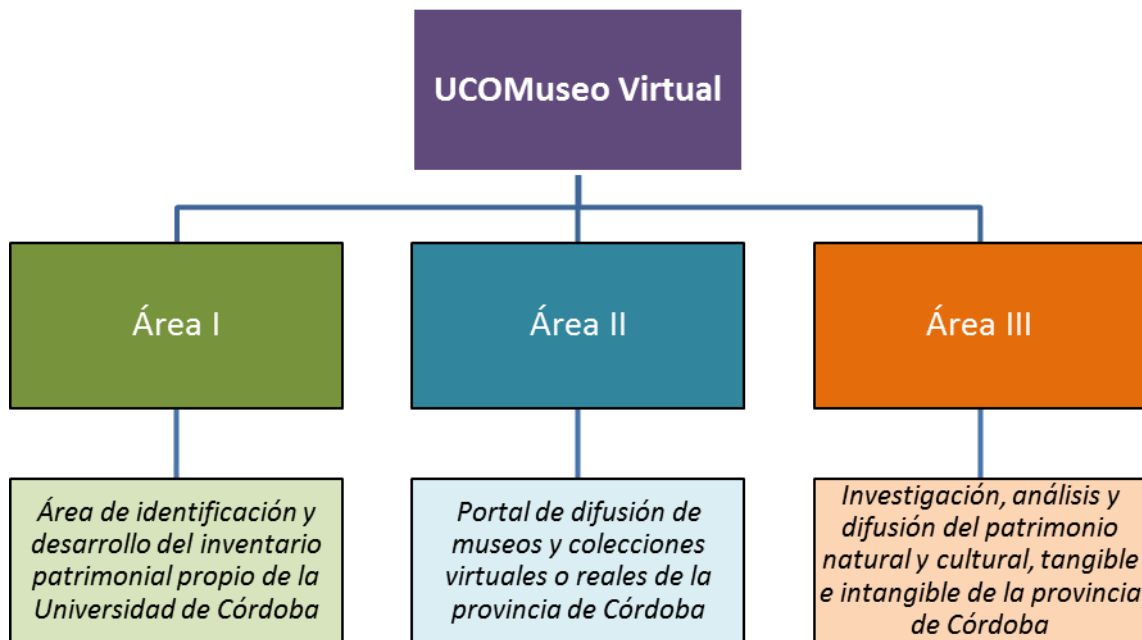 UCOMuseo Virtual
Área I
Área II
Área III
Área de identificación y
desarrollo del inventario
patrimonial propio de la
Universidad de Córdoba
Portal de difusión de
museos y colecciones
virtuales o reales de la
provincia de Córdoba
Investigación, análisis y
difusión del patrimonio
natural y cultural, tangible
e intangible de la provincia
de Córdoba